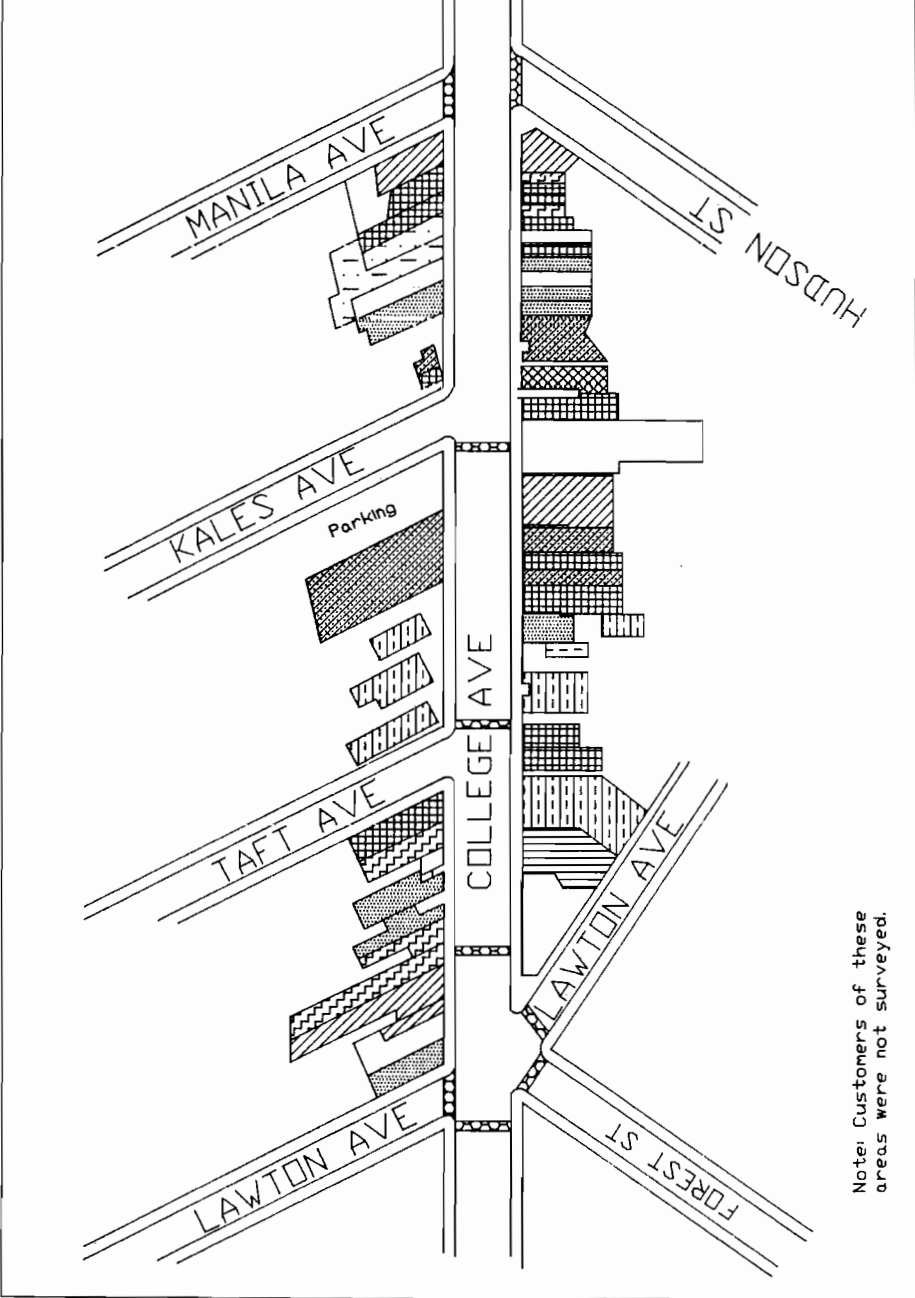 MANILA AVE
HUDSON ST
KALES AVE
Parking
COLLEGE AVE
TAFT AVE
LAWTON AVE
LAWTON AVE
FOREST ST
Note: Customers of these
areas were not surveyed.